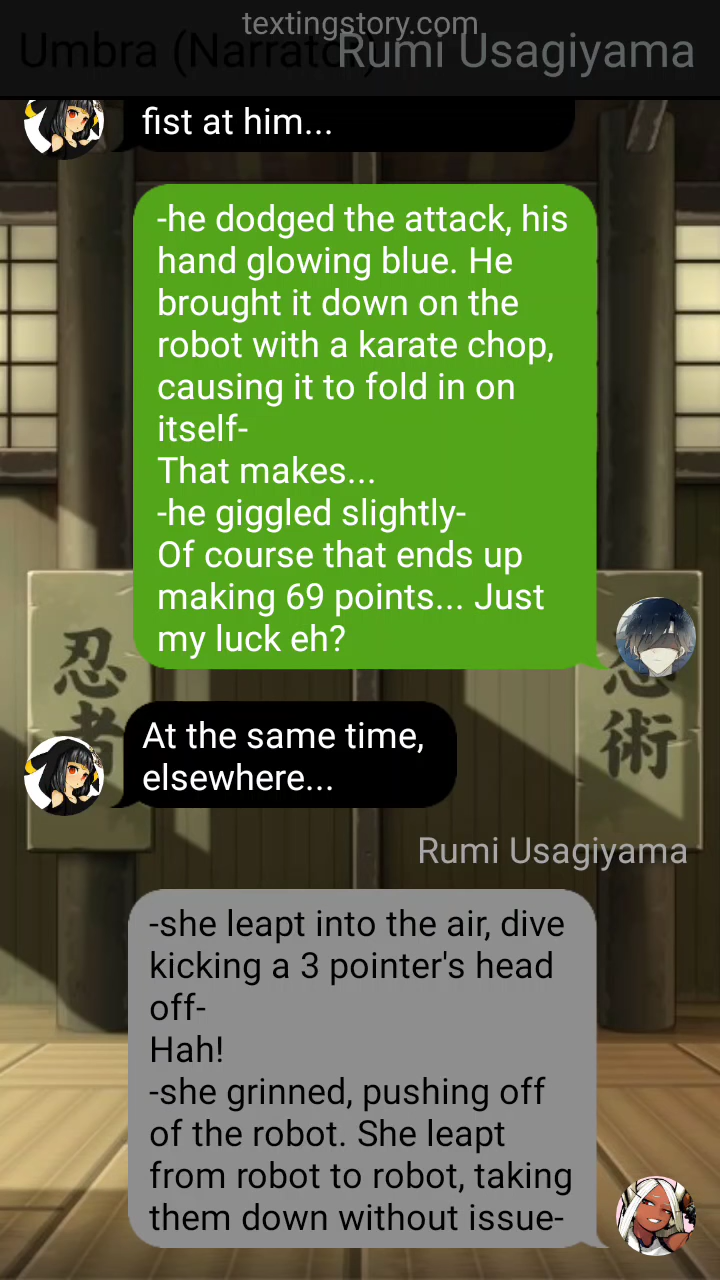 textingstory.com
Umbra (Narrator)
Rumi Usagiyama
fist at him...
-he dodged the attack, his
hand glowing blue. He
brought it down on the
robot with a karate chop,
causing it to fold in on
itself-
That makes...
-he giggled slightly-
Of course that ends up
making 69 points... Just
my luck eh?
忍者
忍術
At the same time,
elsewhere...
Rumi Usagiyama
-she leapt into the air, dive
kicking a 3 pointer's head
off-
Hah!
-she grinned, pushing off
of the robot. She leapt
from robot to robot, taking
them down without issue-